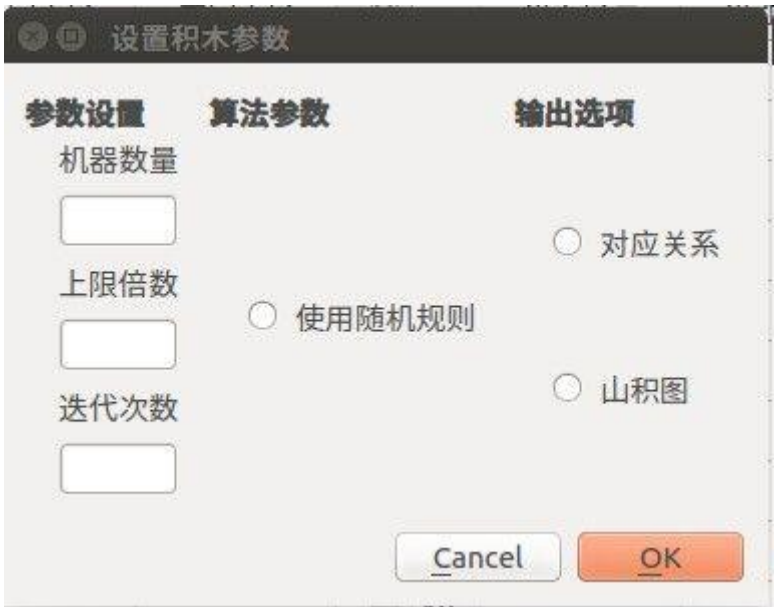 设置积木参数
参数设置 算法参数 输出选项
机器数量
对应关系
上限倍数
使用随机规则
山积图
迭代次数
Cancel OK